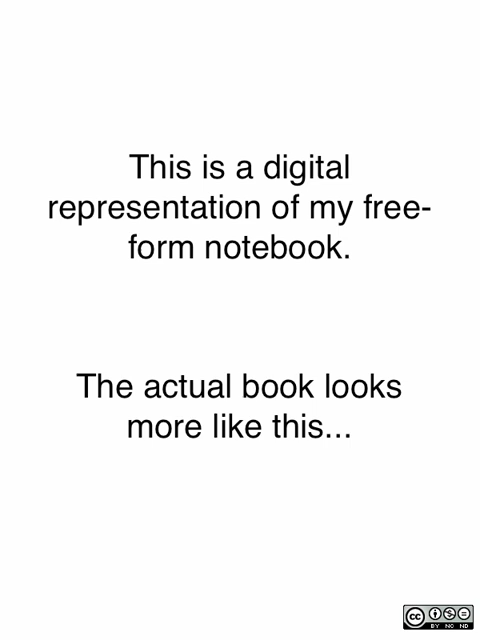 This is a digital
representation of my free-
form notebook.
The actual book looks
more like this...
cc
BY NC ND